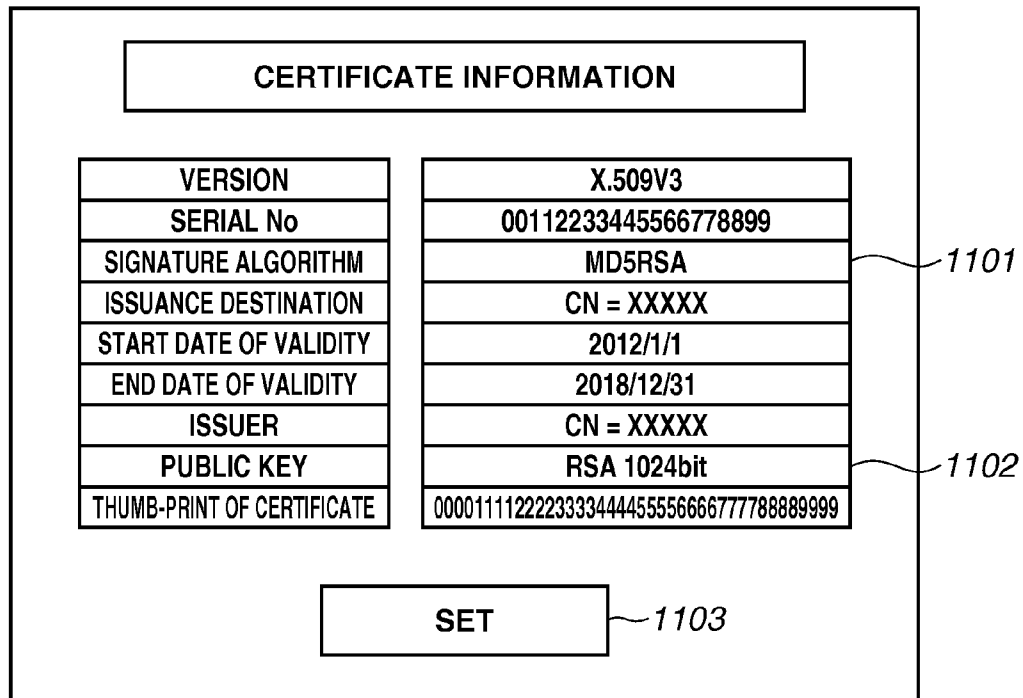 CERTIFICATE INFORMATION
VERSION X.509V3
SERIAL No 00112233445566778899
SIGNATURE ALGORITHM MD5RSA 1101
ISSUANCE DESTINATION CN = XXXXX
START DATE OF VALIDITY 2012/1/1
END DATE OF VALIDITY 2018/12/31
ISSUER CN = XXXXX
PUBLIC KEY RSA 1024bit 1102
THUMB-PRINT OF CERTIFICATE 0000111122223333444455556666777788889999
SET 1103